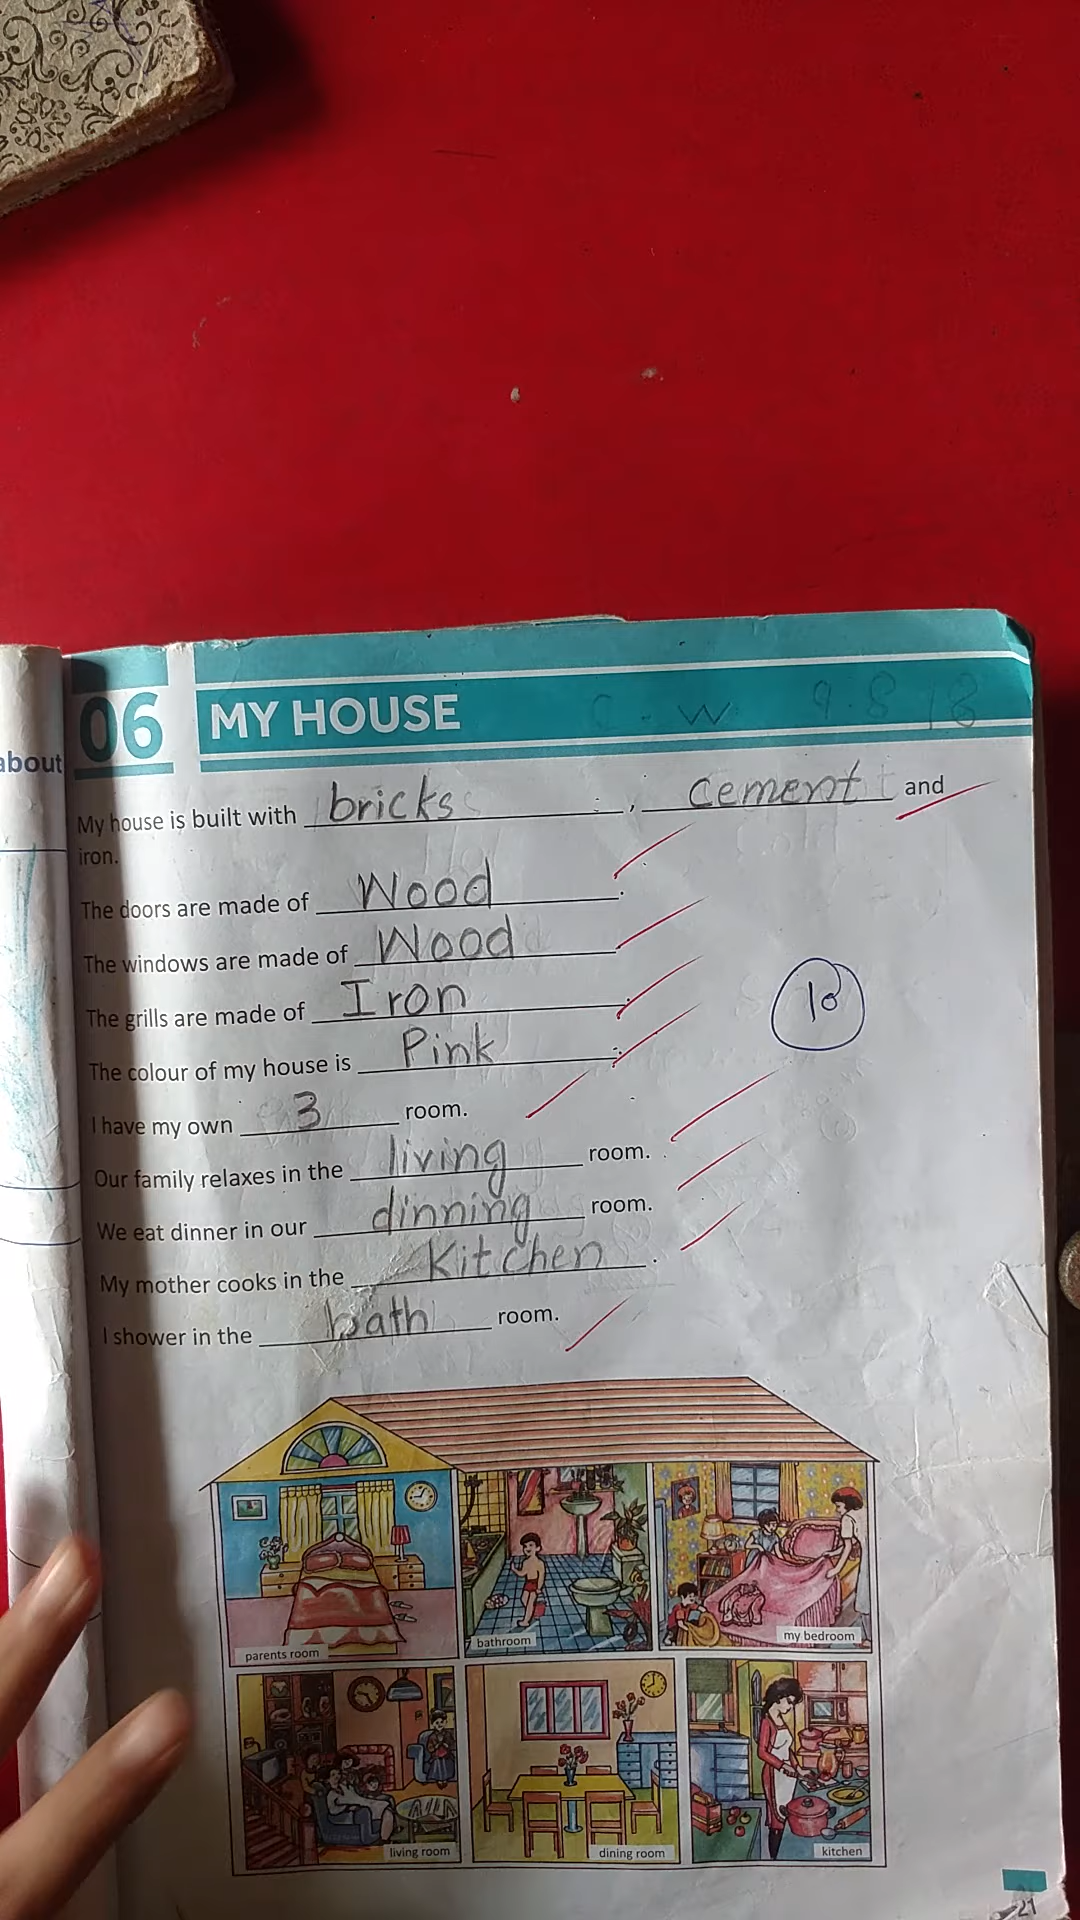 about
06 MY HOUSE C.W. 9.8.18
My house is built with bricks, cement and
iron.
The doors are made of Wood.
The windows are made of Wood
The grills are made of Iron.
The colour of my house is Pink.
I have my own 3 room.
Our family relaxes in the living room.
We eat dinner in our dinning room.
My mother cooks in the Kitchen.
I shower in the bath room.
10
parents room
bathroom
my bedroom
living room
dining room
kitchen
21